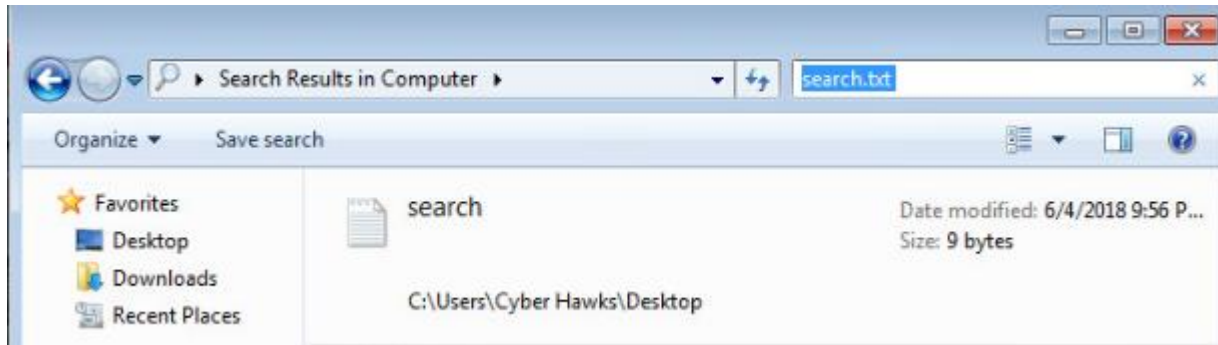 Search Results in Computer
search.txt
Organize
Save search
Favorites
search
Date modified: 6/4/2018 9:56 P...
Desktop
Size: 9 bytes
Downloads
C:\Users\Cyber Hawks\Desktop
Recent Places